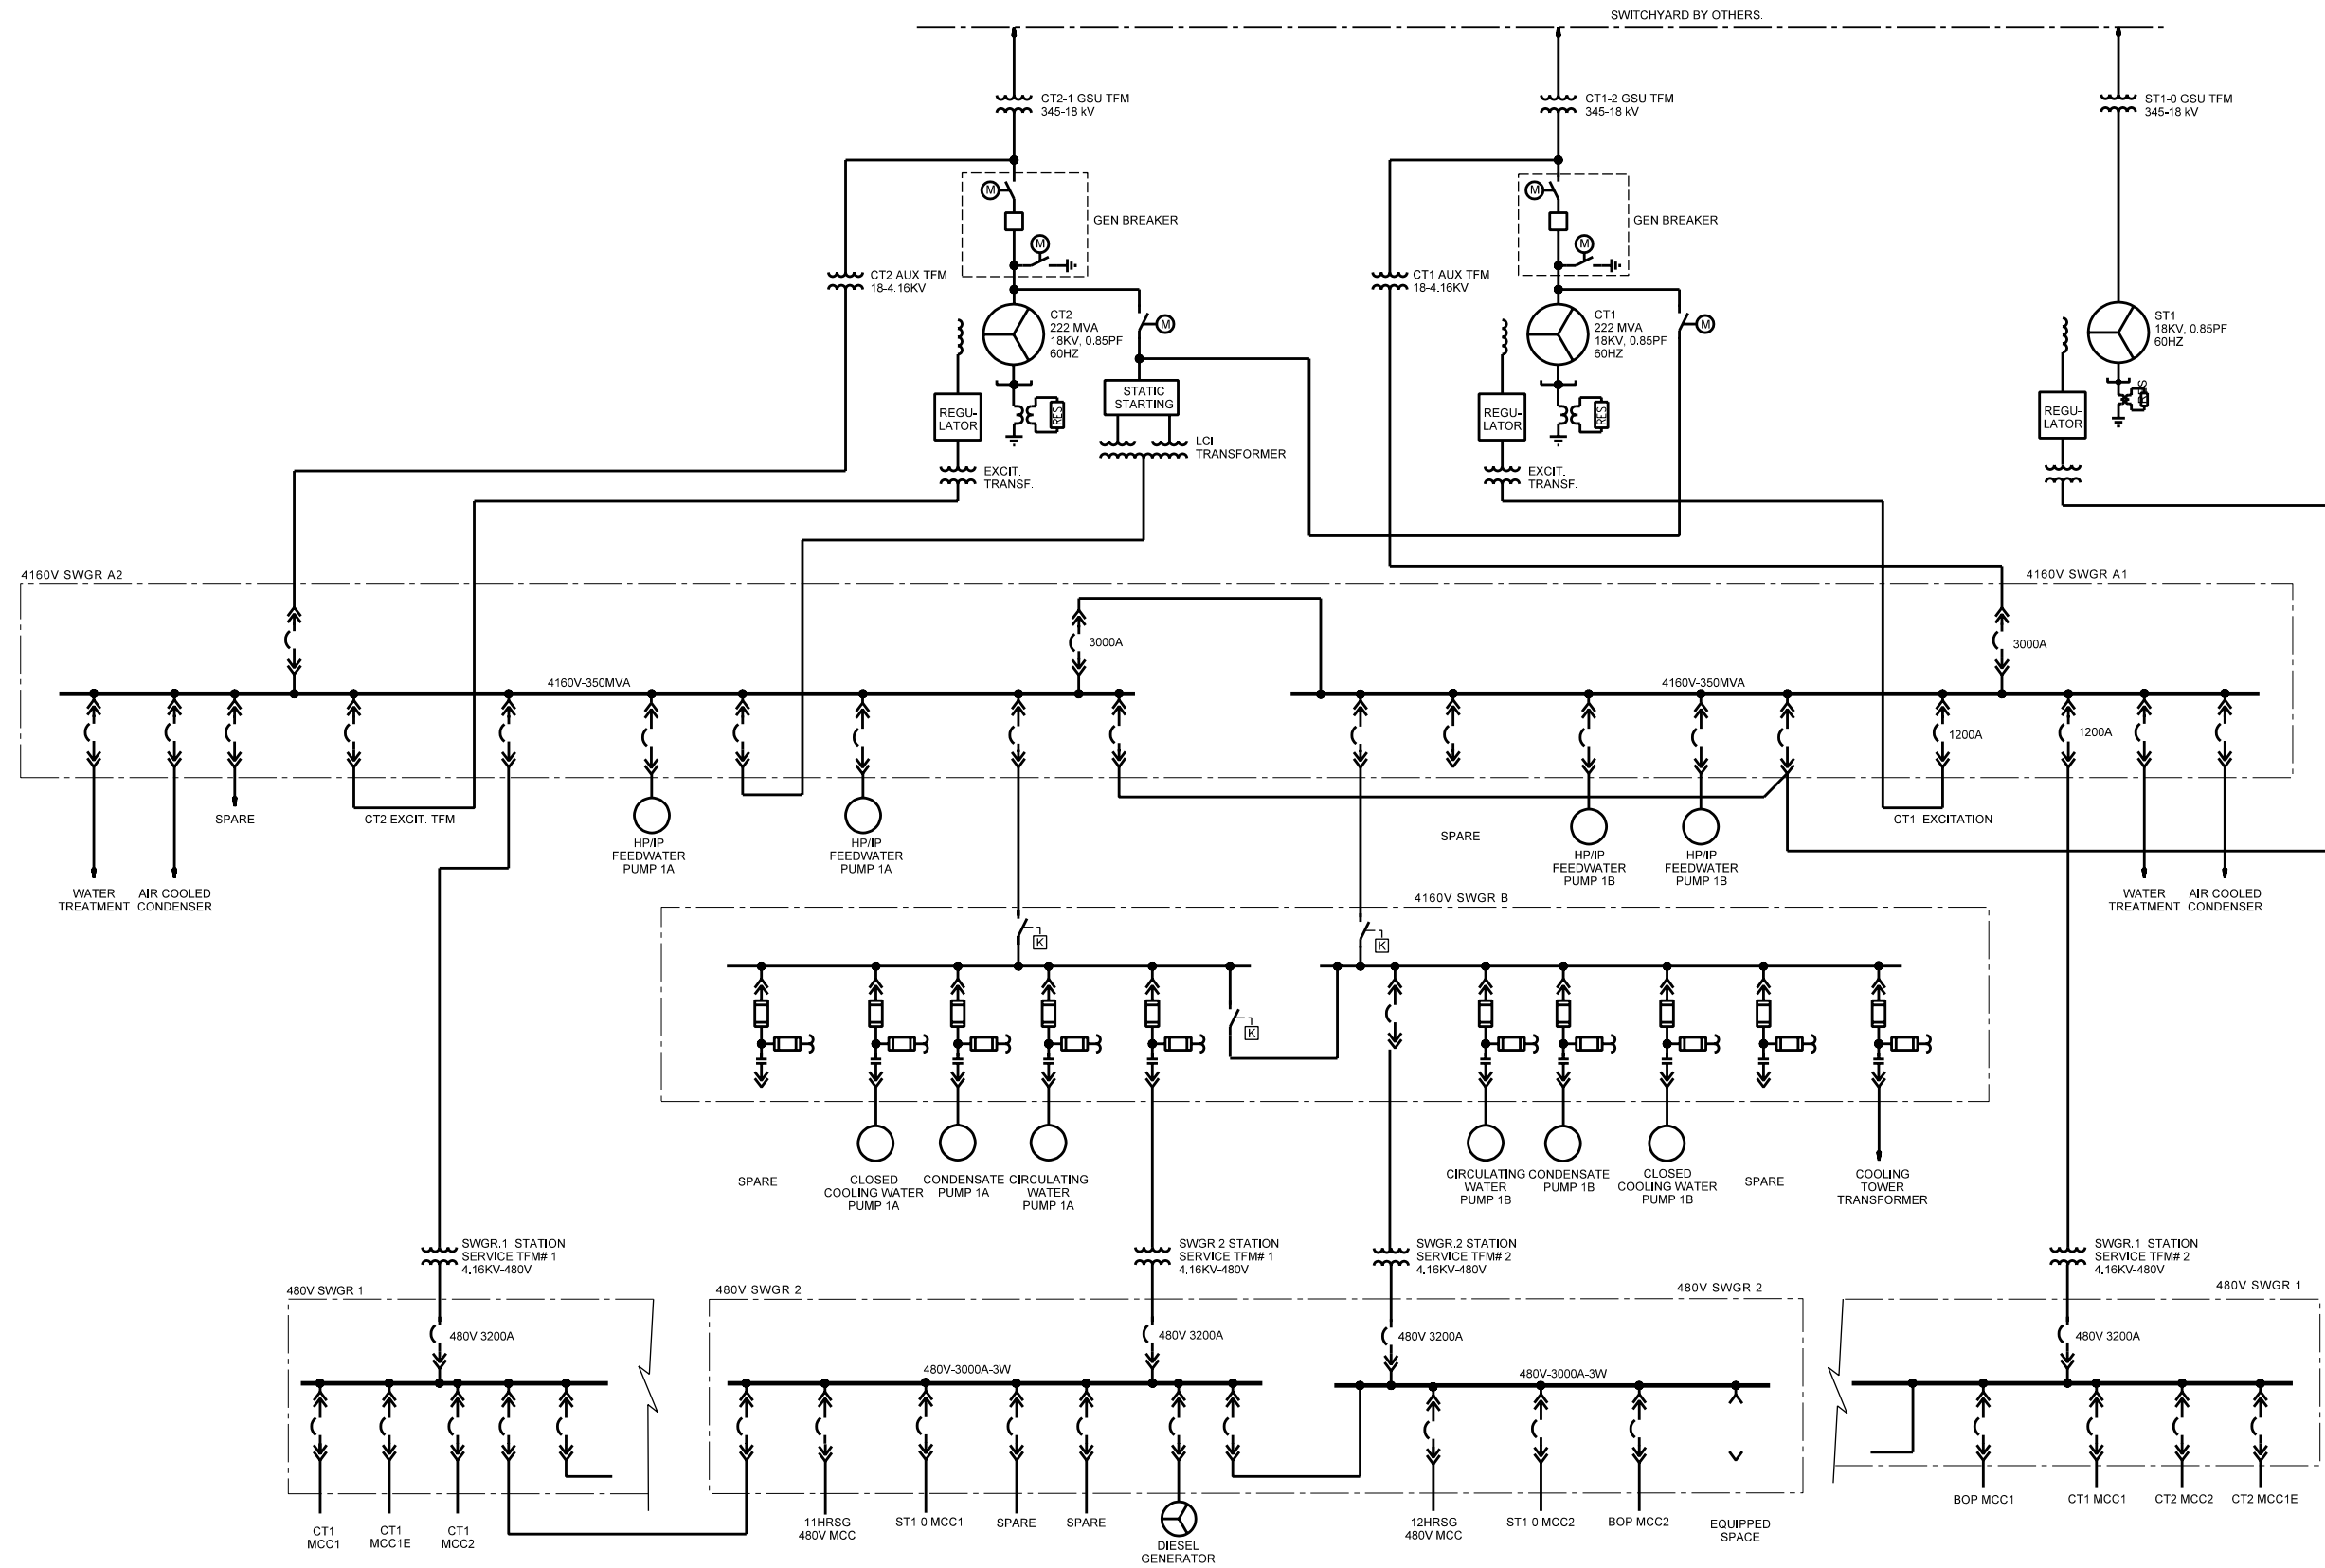 SWITCHYARD BY OTHERS.
CT2-1 GSU TFM
345-18 kV
CT1-2 GSU TFM
345-18 kV
ST1-0 GSU TFM
345-18 kV
M
GEN BREAKER
M
M
GEN BREAKER
M
CT2 AUX TFM
18-4.16KV
CT2
222 MVA
18KV, 0.85PF
60HZ
M
CT1 AUX TFM
18-4.16KV
CT1
222 MVA
18KV, 0.85PF
60HZ
M
ST1
18KV, 0.85PF
60HZ
REGU-
LATOR
RES
STATIC
STARTING
LCI
TRANSFORMER
EXCIT.
TRANSF.
REGU-
LATOR
RES
EXCIT.
TRANSF.
REGU-
LATOR
RES
4160V SWGR A2
4160V SWGR A1
3000A
3000A
4160V-350MVA
4160V-350MVA
1200A
1200A
SPARE
CT2 EXCIT. TFM
HP/IP
FEEDWATER
PUMP 1A
HP/IP
FEEDWATER
PUMP 1A
SPARE
HP/IP
FEEDWATER
PUMP 1B
HP/IP
FEEDWATER
PUMP 1B
CT1 EXCITATION
WATER
TREATMENT
AIR COOLED
CONDENSER
WATER
TREATMENT
AIR COOLED
CONDENSER
4160V SWGR B
K
K
K
SPARE
CLOSED
COOLING WATER
PUMP 1A
CONDENSATE
PUMP 1A
CIRCULATING
WATER
PUMP 1A
CIRCULATING
WATER
PUMP 1B
CONDENSATE
PUMP 1B
CLOSED
COOLING WATER
PUMP 1B
SPARE
COOLING
TOWER
TRANSFORMER
SWGR.1 STATION
SERVICE TFM# 1
4.16KV-480V
SWGR.2 STATION
SERVICE TFM# 1
4.16KV-480V
SWGR.2 STATION
SERVICE TFM# 2
4.16KV-480V
SWGR.1 STATION
SERVICE TFM# 2
4.16KV-480V
480V SWGR 1
480V SWGR 2
480V SWGR 2
480V SWGR 1
480V 3200A
480V 3200A
480V 3200A
480V 3200A
480V-3000A-3W
480V-3000A-3W
CT1
MCC1
CT1
MCC1E
CT1
MCC2
11HRSG
480V MCC
ST1-0 MCC1
SPARE
SPARE
DIESEL
GENERATOR
12HRSG
480V MCC
ST1-0 MCC2
BOP MCC2
EQUIPPED
SPACE
BOP MCC1
CT1 MCC1
CT2 MCC2
CT2 MCC1E